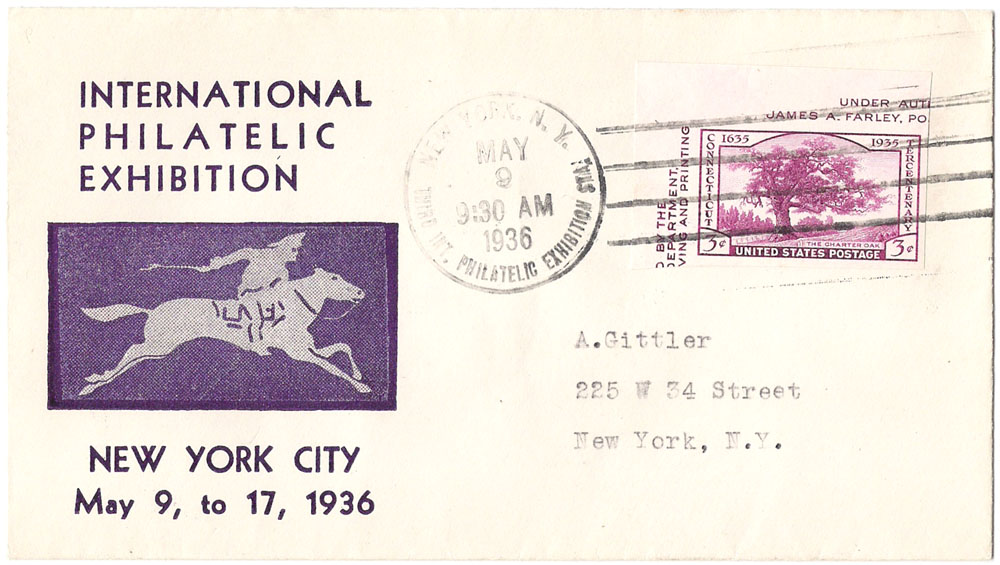 INTERNATIONAL
PHILATELIC
EXHIBITION
NEW YORK CITY
May 9, to 17, 1936
NEW YORK, N. Y.
MAY
9
9:30 AM
1936
THIRD INT. PHILATELIC EXHIBITION STA.
UNDER AUT
JAMES A. FARLEY, PO
D BY THE
DEPARTMENT,
VING AND PRINTING
1635 1935
CONNECTICUT
TERCENTENARY
THE CHARTER OAK
3¢ UNITED STATES POSTAGE 3¢
A.Gittler
225 W 34 Street
New York, N.Y.